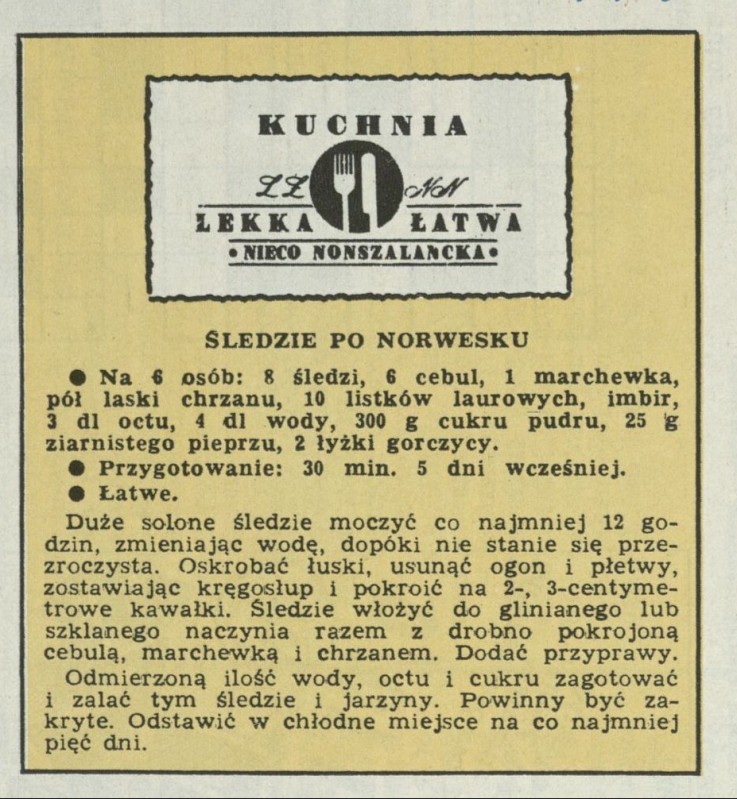 KUCHNIA
LŁ NN
LEKKA ŁATWA
• NIECO NONSZALANCKA •
ŚLEDZIE PO NORWESKU
● Na 6 osób: 8 śledzi, 6 cebul, 1 marchewka,
pół laski chrzanu, 10 listków laurowych, imbir,
3 dl octu, 4 dl wody, 300 g cukru pudru, 25 g
ziarnistego pieprzu, 2 łyżki gorczycy.
● Przygotowanie: 30 min. 5 dni wcześniej.
● Łatwe.
Duże solone śledzie moczyć co najmniej 12 go-
dzin, zmieniając wodę, dopóki nie stanie się prze-
zroczysta. Oskrobać łuski, usunąć ogon i płetwy,
zostawiając kręgosłup i pokroić na 2-, 3-centyme-
trowe kawałki. Śledzie włożyć do glinianego lub
szklanego naczynia razem z drobno pokrojoną
cebulą, marchewką i chrzanem. Dodać przyprawy.
Odmierzoną ilość wody, octu i cukru zagotować
i zalać tym śledzie i jarzyny. Powinny być za-
kryte. Odstawić w chłodne miejsce na co najmniej
pięć dni.